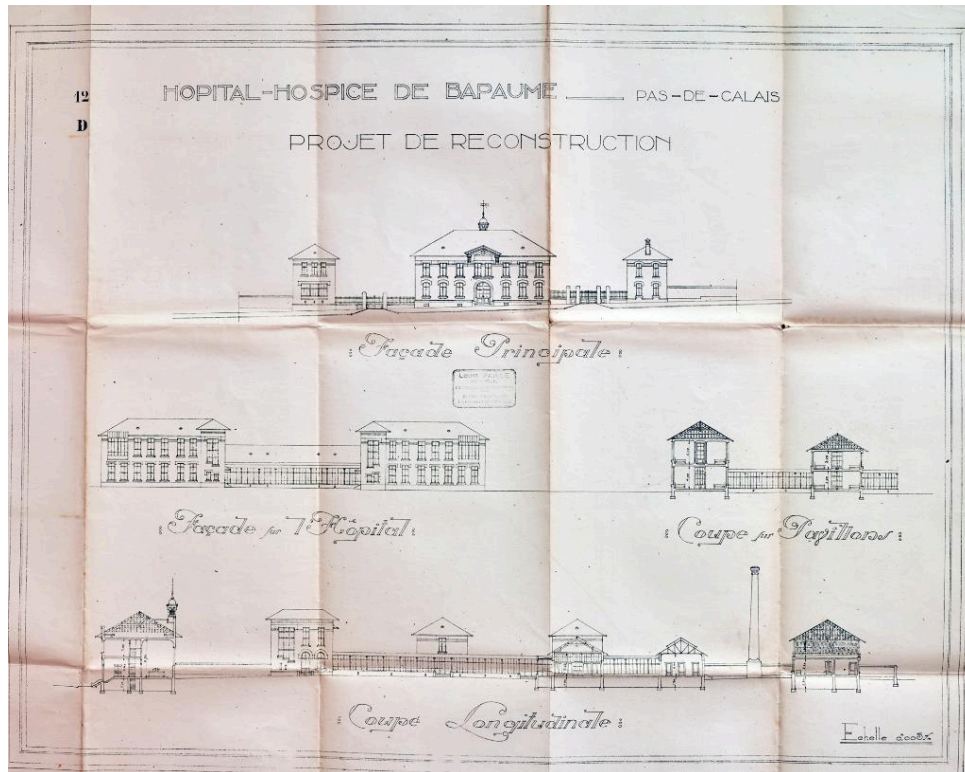 12
D
HOPITAL-HOSPICE DE BAPAUME ___ PAS-DE-CALAIS
PROJET DE RECONSTRUCTION
: Façade Principale :
: Façade sur l'Hôpital :
: Coupe sur Pavillons :
: Coupe Longitudinale :
Echelle